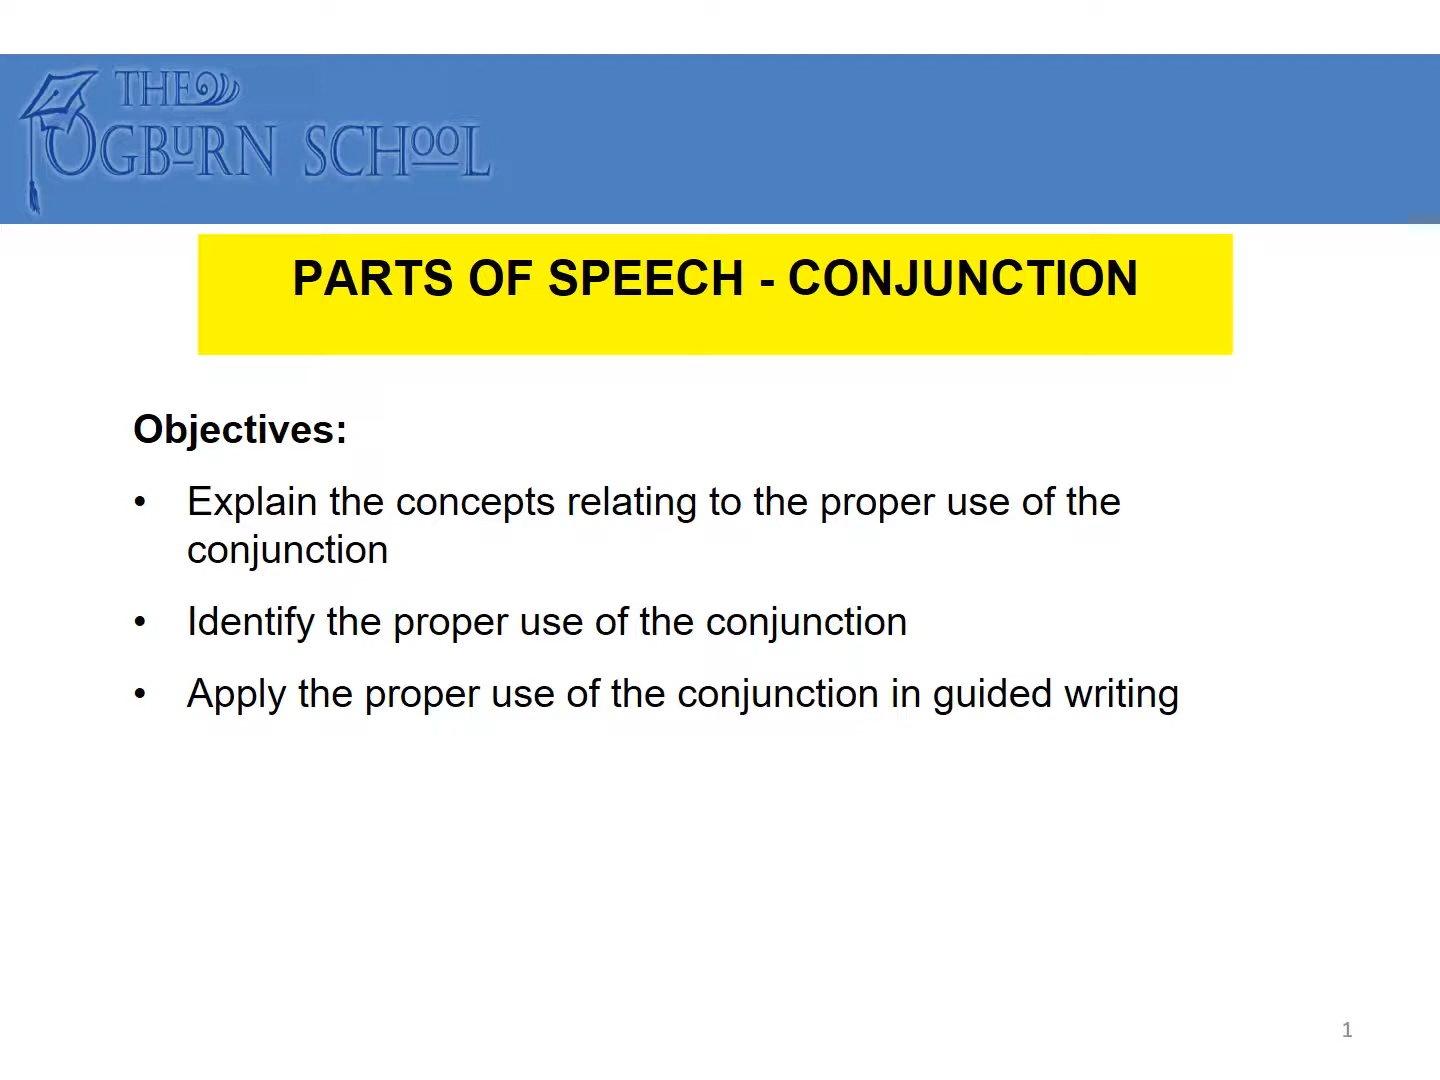 THE
OGBURN SCHOOL
PARTS OF SPEECH - CONJUNCTION
Objectives:
• Explain the concepts relating to the proper use of the
conjunction
• Identify the proper use of the conjunction
• Apply the proper use of the conjunction in guided writing
1